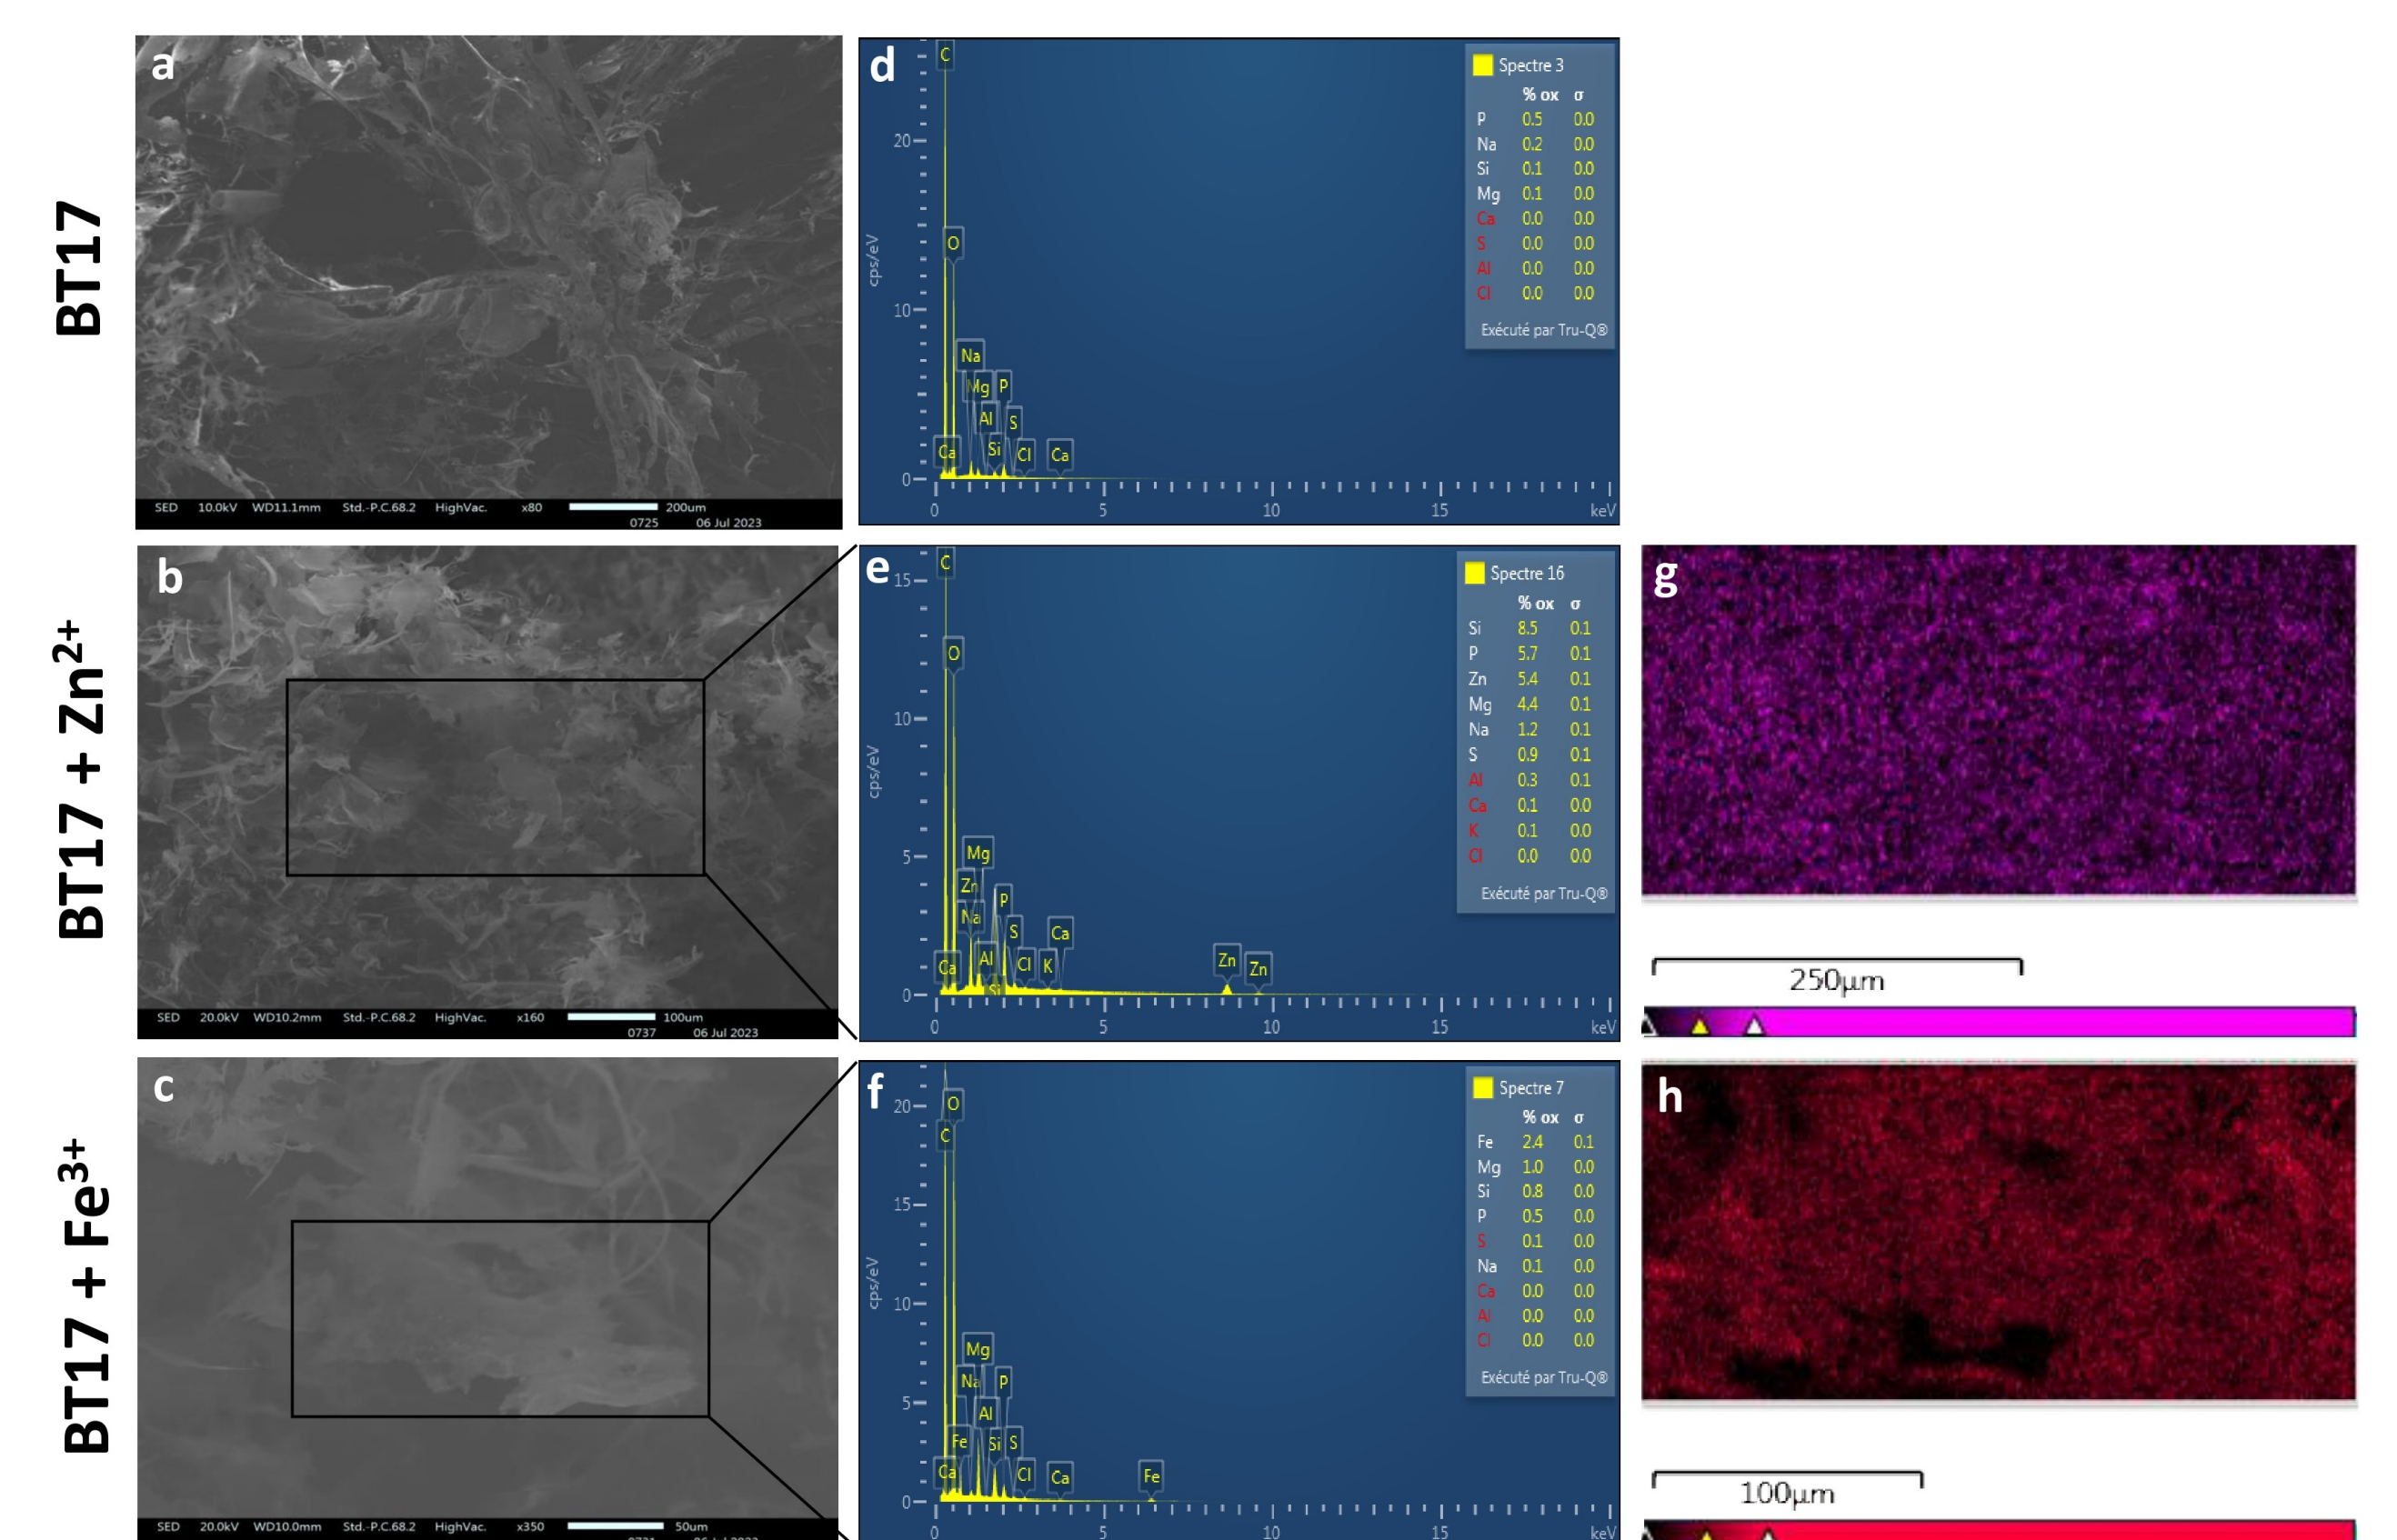 BT17
a
SED 10.0kV WD11.1mm Std.-P.C.68.2 HighVac. x80 200um
0725 06 Jul 2023
d
Spectre 3
% ox σ
P 0.5 0.0
Na 0.2 0.0
Si 0.1 0.0
Mg 0.1 0.0
Ca 0.0 0.0
S 0.0 0.0
Al 0.0 0.0
Cl 0.0 0.0
Exécuté par Tru-Q®
cps/eV
20
10
0
C
O
Na
Mg P
Al S
Ca Si Cl Ca
0 5 10 15 keV
BT17 + Zn2+
b
SED 20.0kV WD10.2mm Std.-P.C.68.2 HighVac. x160 100um
0737 06 Jul 2023
e
Spectre 16
% ox σ
Si 8.5 0.1
P 5.7 0.1
Zn 5.4 0.1
Mg 4.4 0.1
Na 1.2 0.1
S 0.9 0.1
Al 0.3 0.1
Ca 0.1 0.0
K 0.1 0.0
Cl 0.0 0.0
Exécuté par Tru-Q®
cps/eV
15
10
5
0
C
O
Mg
Zn P
Na S Ca
Ca Al Cl K Zn Zn
Si
0 5 10 15 keV
g
250µm
BT17 + Fe3+
c
SED 20.0kV WD10.0mm Std.-P.C.68.2 HighVac. x350 50um
f
Spectre 7
% ox σ
Fe 2.4 0.1
Mg 1.0 0.0
Si 0.8 0.0
P 0.5 0.0
S 0.1 0.0
Na 0.1 0.0
Ca 0.0 0.0
Al 0.0 0.0
Cl 0.0 0.0
Exécuté par Tru-Q®
cps/eV
20
15
10
5
0
O
C
Mg
Na P
Al
Fe Si S
Ca Cl Ca Fe
0 5 10 15 keV
h
100µm